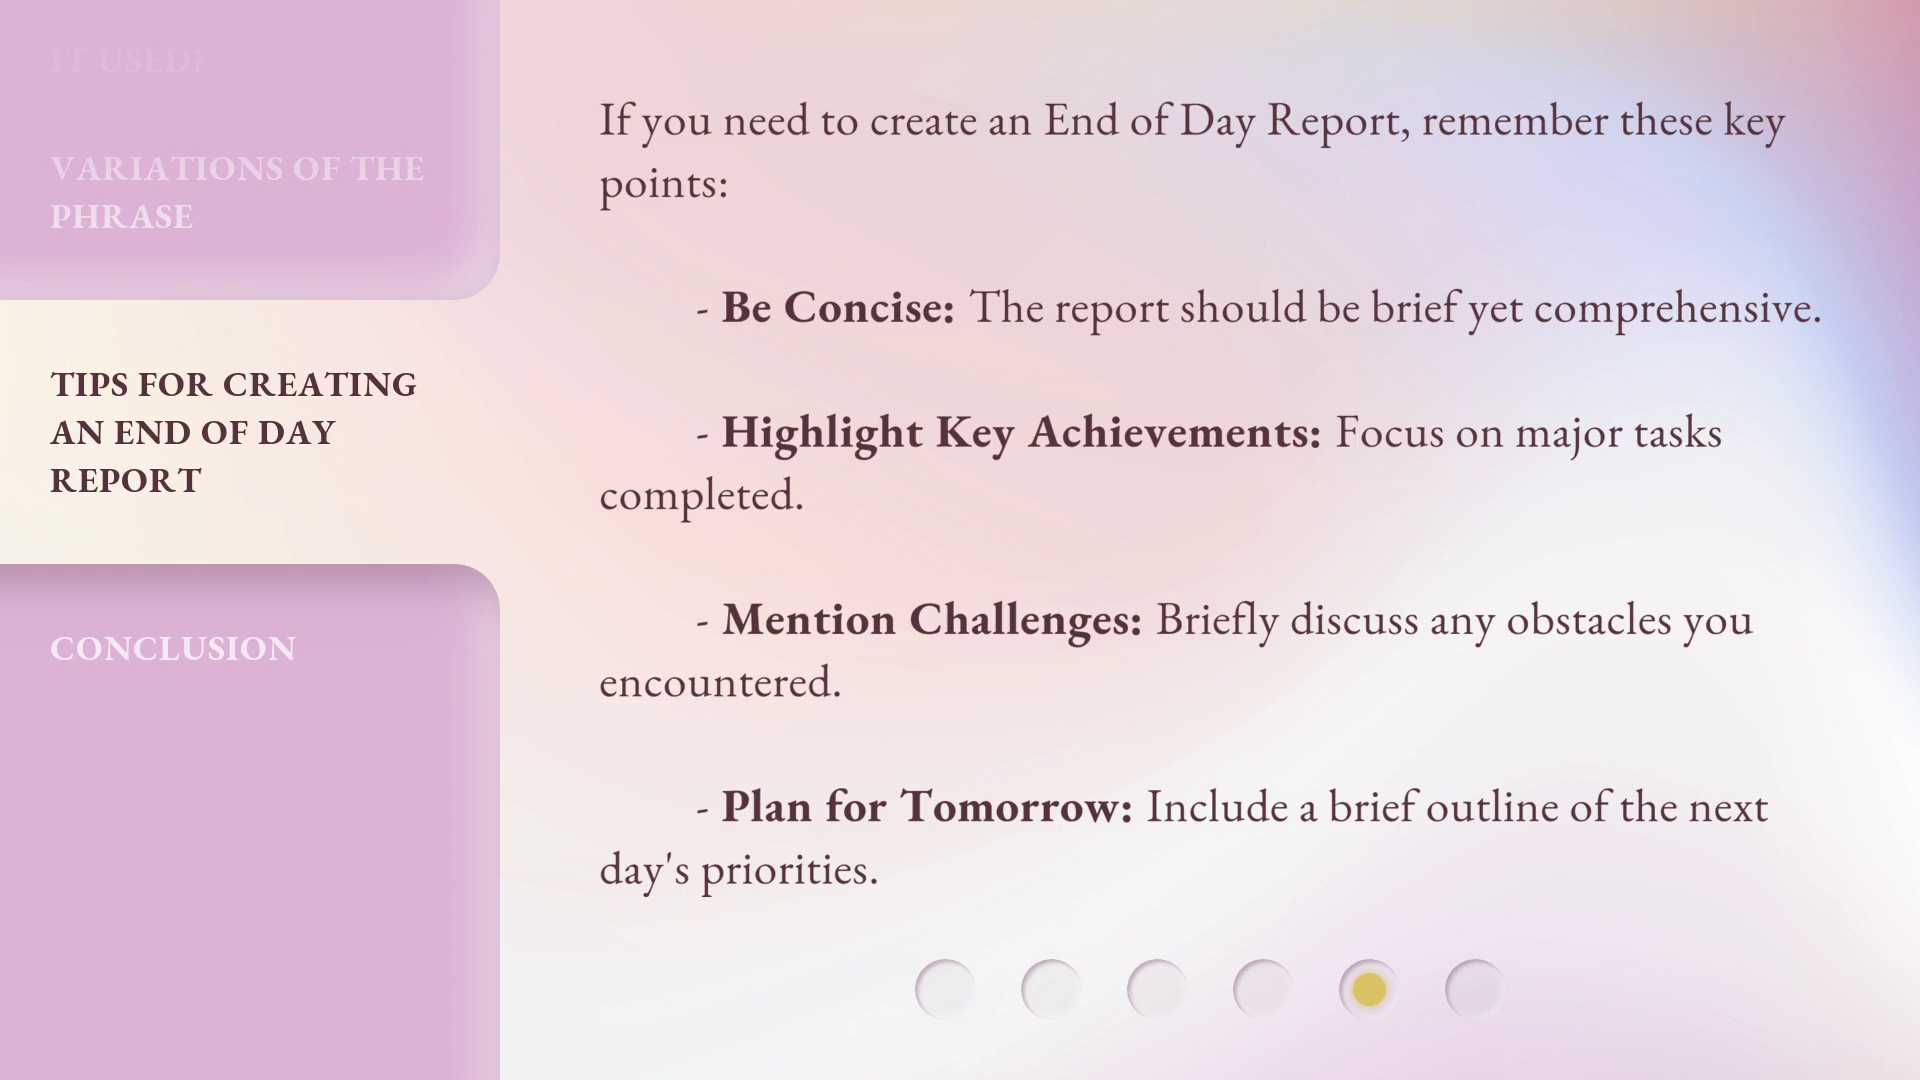 IT USED?
VARIATIONS OF THE
PHRASE
TIPS FOR CREATING
AN END OF DAY
REPORT
CONCLUSION
If you need to create an End of Day Report, remember these key
points:
- Be Concise: The report should be brief yet comprehensive.
- Highlight Key Achievements: Focus on major tasks
completed.
- Mention Challenges: Briefly discuss any obstacles you
encountered.
- Plan for Tomorrow: Include a brief outline of the next
day's priorities.